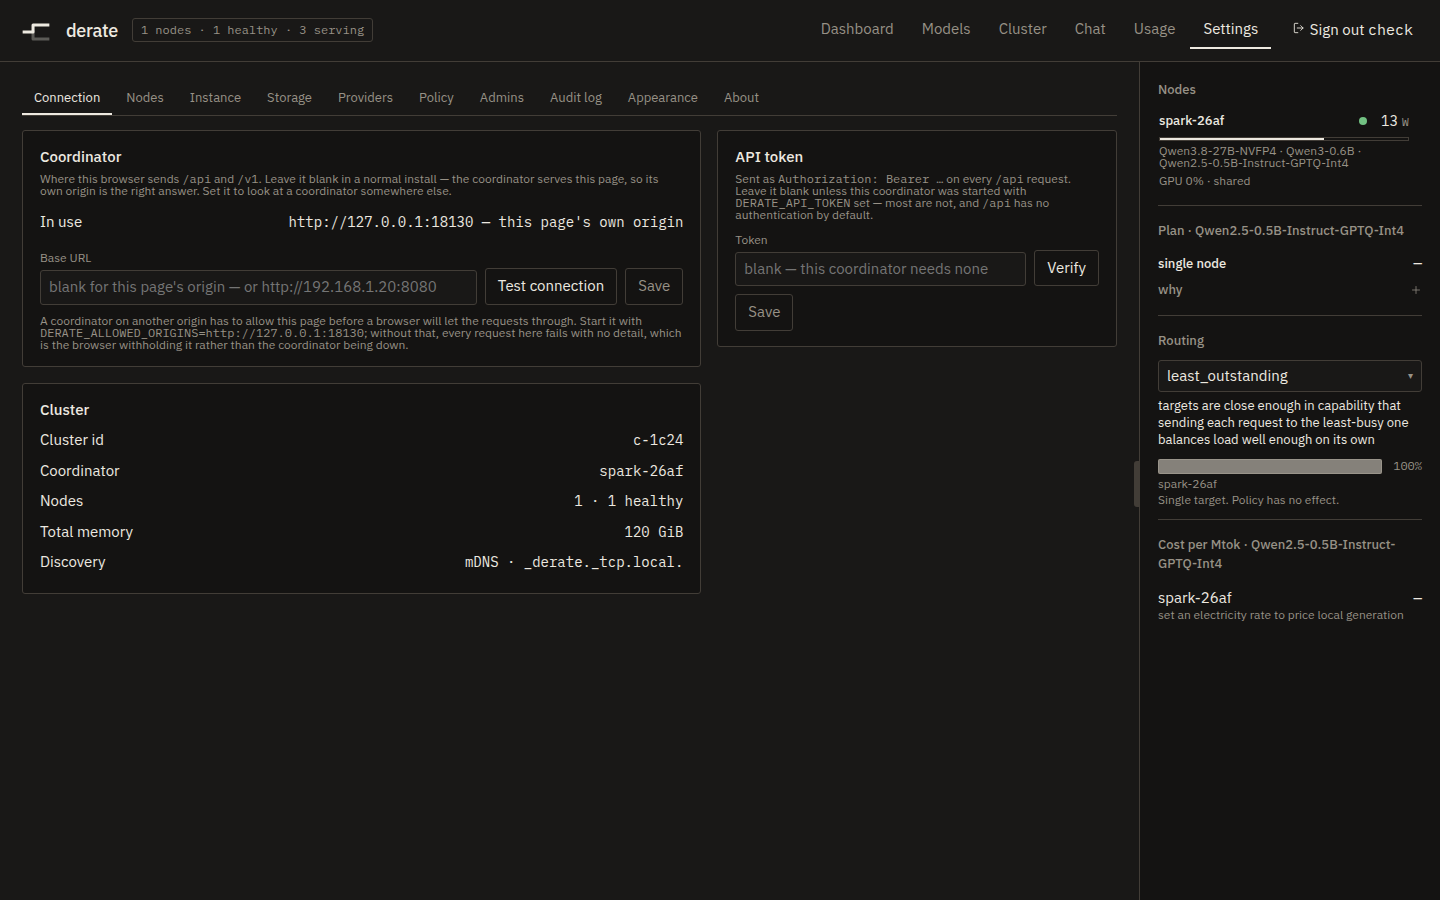 derate
1 nodes · 1 healthy · 3 serving
Dashboard
Models
Cluster
Chat
Usage
Settings
Sign out check
Connection
Nodes
Instance
Storage
Providers
Policy
Admins
Audit log
Appearance
About
Coordinator
Where this browser sends /api and /v1. Leave it blank in a normal install — the coordinator serves this page, so its
own origin is the right answer. Set it to look at a coordinator somewhere else.
In use
http://127.0.0.1:18130 — this page's own origin
Base URL
blank for this page's origin — or http://192.168.1.20:8080
Test connection
Save
A coordinator on another origin has to allow this page before a browser will let the requests through. Start it with
DERATE_ALLOWED_ORIGINS=http://127.0.0.1:18130; without that, every request here fails with no detail, which
is the browser withholding it rather than the coordinator being down.
API token
Sent as Authorization: Bearer … on every /api request.
Leave it blank unless this coordinator was started with
DERATE_API_TOKEN set — most are not, and /api has no
authentication by default.
Token
blank — this coordinator needs none
Verify
Save
Cluster
Cluster id
c-1c24
Coordinator
spark-26af
Nodes
1 · 1 healthy
Total memory
120 GiB
Discovery
mDNS · _derate._tcp.local.
Nodes
spark-26af
13 W
Qwen3.8-27B-NVFP4 · Qwen3-0.6B ·
Qwen2.5-0.5B-Instruct-GPTQ-Int4
GPU 0% · shared
Plan · Qwen2.5-0.5B-Instruct-GPTQ-Int4
single node
—
why
+
Routing
least_outstanding
targets are close enough in capability that
sending each request to the least-busy one
balances load well enough on its own
100%
spark-26af
Single target. Policy has no effect.
Cost per Mtok · Qwen2.5-0.5B-Instruct-
GPTQ-Int4
spark-26af
—
set an electricity rate to price local generation